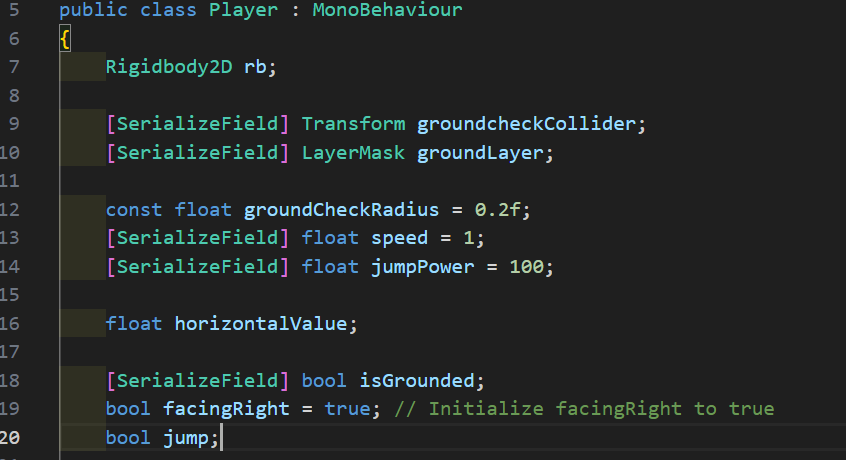 5 public class Player : MonoBehaviour
6 {
7 Rigidbody2D rb;
8
9 [SerializeField] Transform groundcheckCollider;
10 [SerializeField] LayerMask groundLayer;
11
12 const float groundCheckRadius = 0.2f;
13 [SerializeField] float speed = 1;
14 [SerializeField] float jumpPower = 100;
15
16 float horizontalValue;
17
18 [SerializeField] bool isGrounded;
19 bool facingRight = true; // Initialize facingRight to true
20 bool jump;